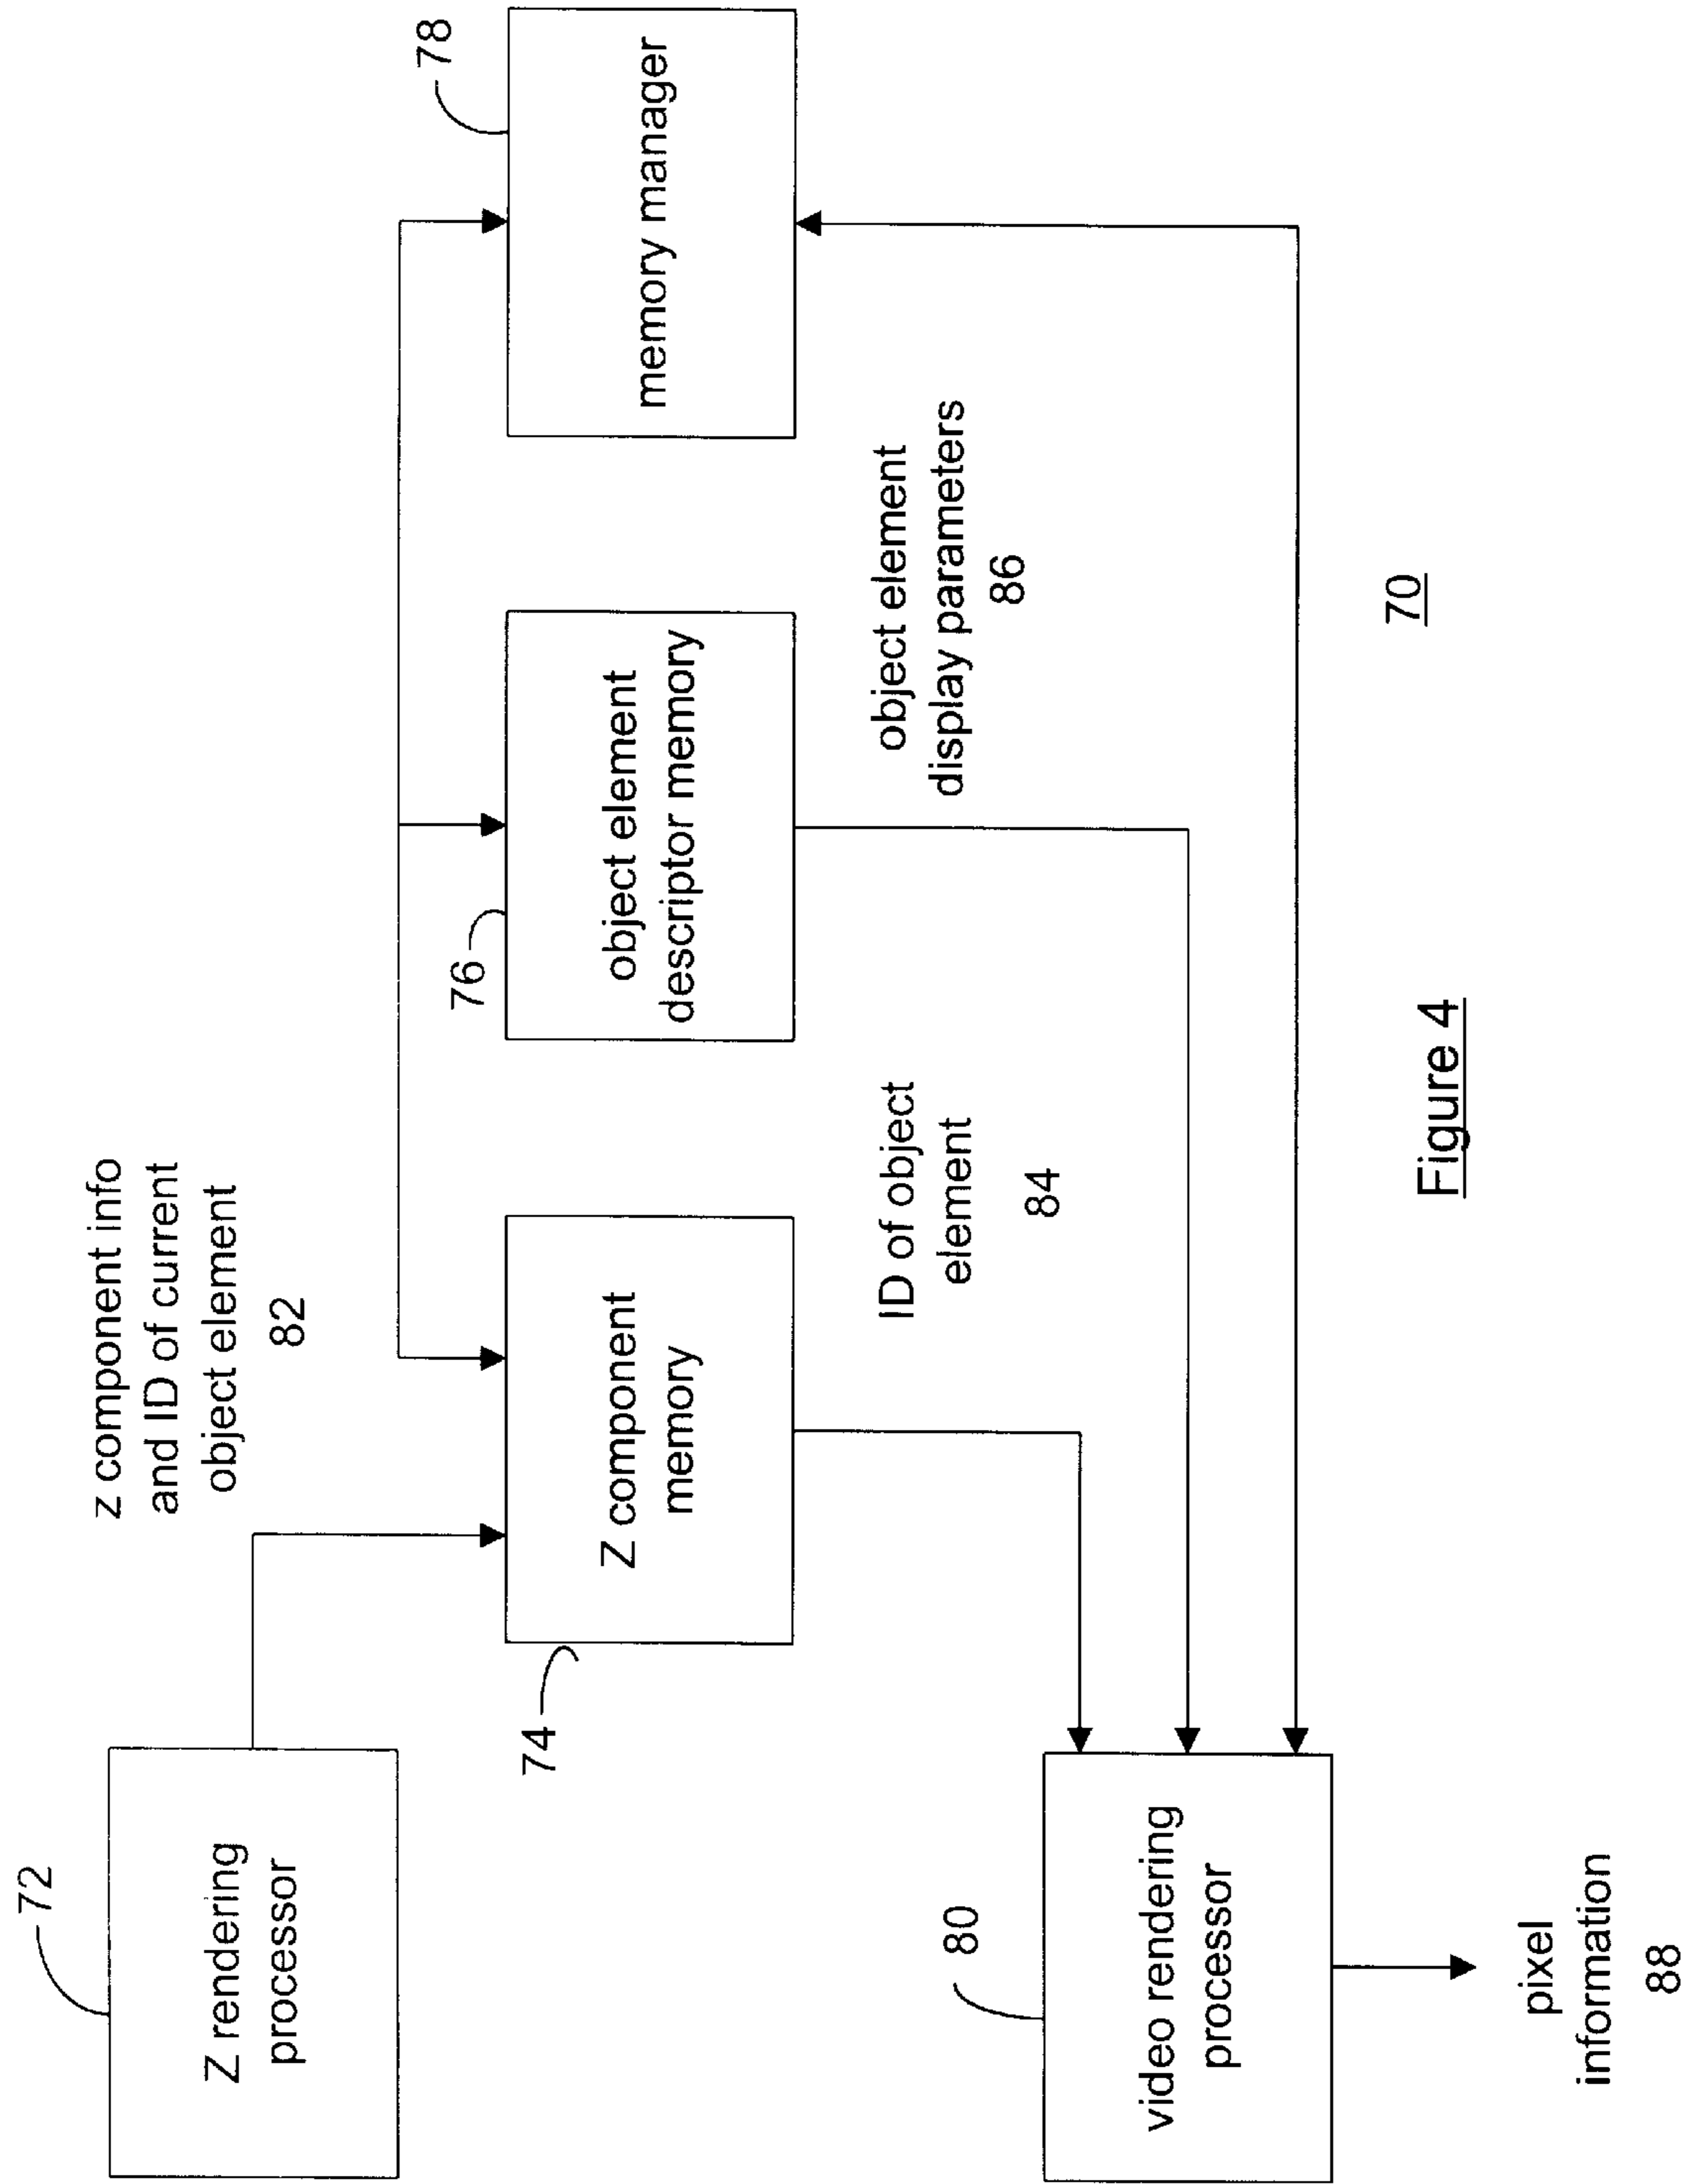 72
Z rendering
processor
z component info
and ID of current
object element
82
74
Z component
memory
76
object element
descriptor memory
78
memory manager
ID of object
element
84
object element
display parameters
86
80
video rendering
processor
pixel
information
88
70
Figure 4